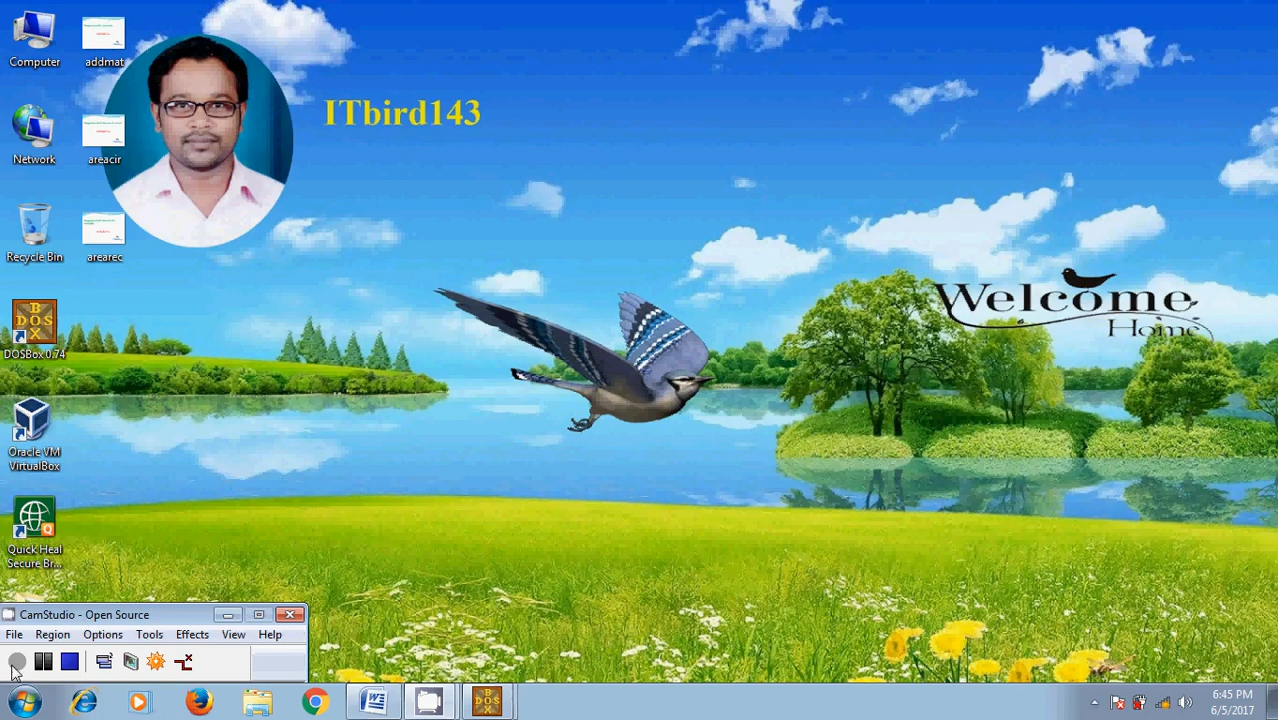 Computer
addmat
ITbird143
Network
areacir
Recycle Bin
arearec
Welcome
Home
DOSBox 0.74
Oracle VM
VirtualBox
Quick Heal
Secure Br...
CamStudio - Open Source
File Region Options Tools Effects View Help
6:45 PM
6/5/2017